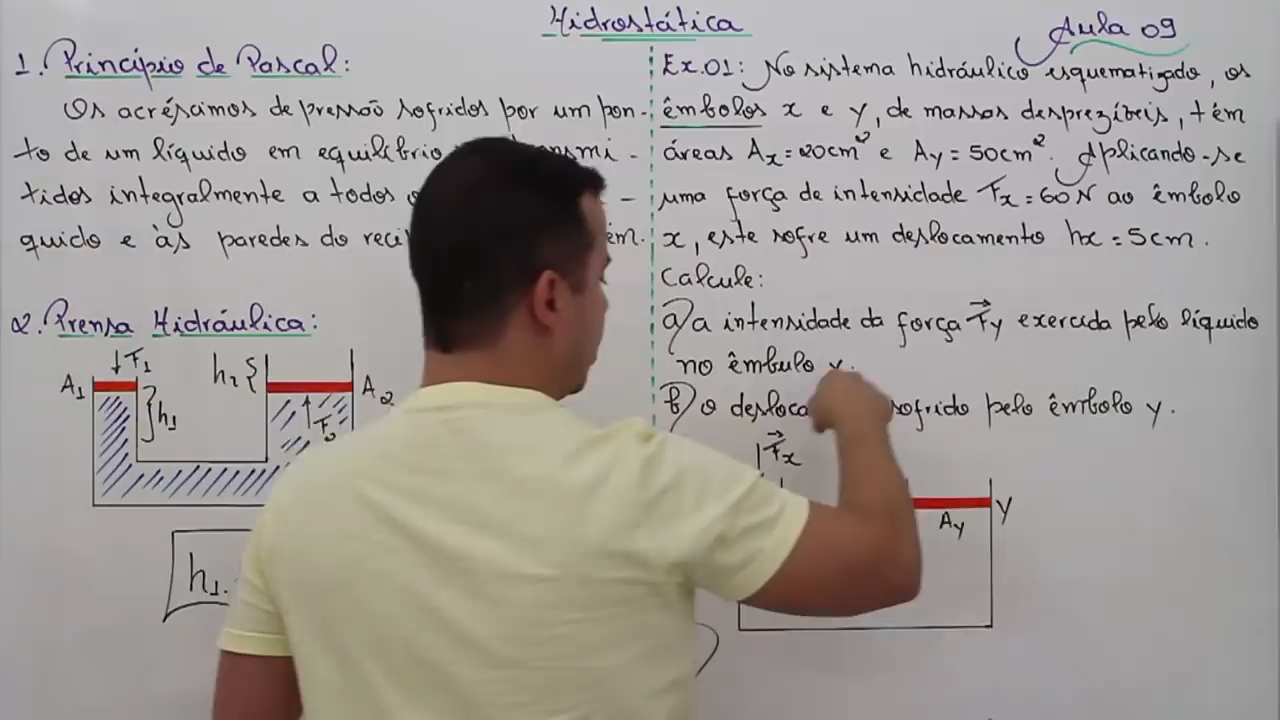 Hidrostática
Aula 09
1. Princípio de Pascal:
Os acréscimos de pressão sofridos por um pon-
to de um líquido em equilíbrio nsmi-
tidos integralmente a todos -
quido e às paredes do reci ém.
2. Prensa Hidráulica:
F1
A1
h1
h2
A2
F2
h1.
Ex.01: No sistema hidráulico esquematizado, os
êmbolos x e y, de massas desprezíveis, têm
áreas Ax = 20cm² e Ay = 50cm². Aplicando-se
uma força de intensidade Fx = 60N ao êmbolo
x, este sofre um deslocamento hx = 5cm.
Calcule:
a) a intensidade da força Fy exercida pelo líquido
no êmbulo y.
b) o desloca sofrido pelo êmbolo y.
Fx
Ay
Y